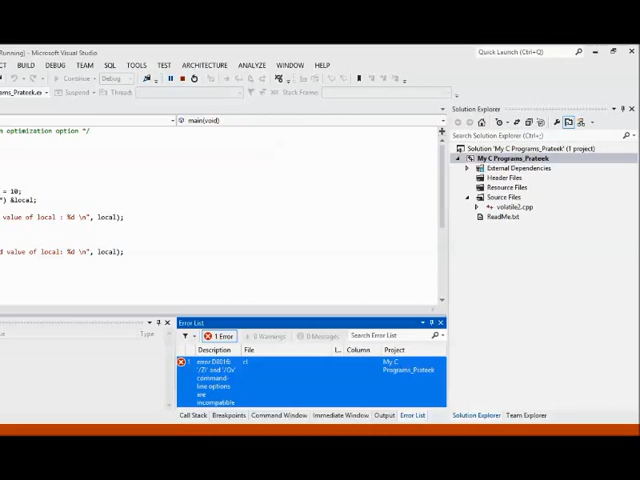 Running) - Microsoft Visual Studio
Quick Launch (Ctrl+Q)
BUILD DEBUG TEAM SQL TOOLS TEST ARCHITECTURE ANALYZE WINDOW HELP
Continue Debug
ms_Prateek.ex Suspend Thread: Stack Frame:
main(void)
n optimization option */
= 10;
") &local;
value of local : %d \n", local);
d value of local: %d \n", local);
Solution Explorer
Search Solution Explorer (Ctrl+;)
Solution 'My C Programs_Prateek' (1 project)
My C Programs_Prateek
External Dependencies
Header Files
Resource Files
Source Files
volatile2.cpp
ReadMe.txt
Type
Error List
1 Error 0 Warnings 0 Messages Search Error List
Description File L... Column Project
1 error D8016: cl My C
Programs_Prateek
command-
line options
are
incompatible
Call Stack Breakpoints Command Window Immediate Window Output Error List
Solution Explorer Team Explorer